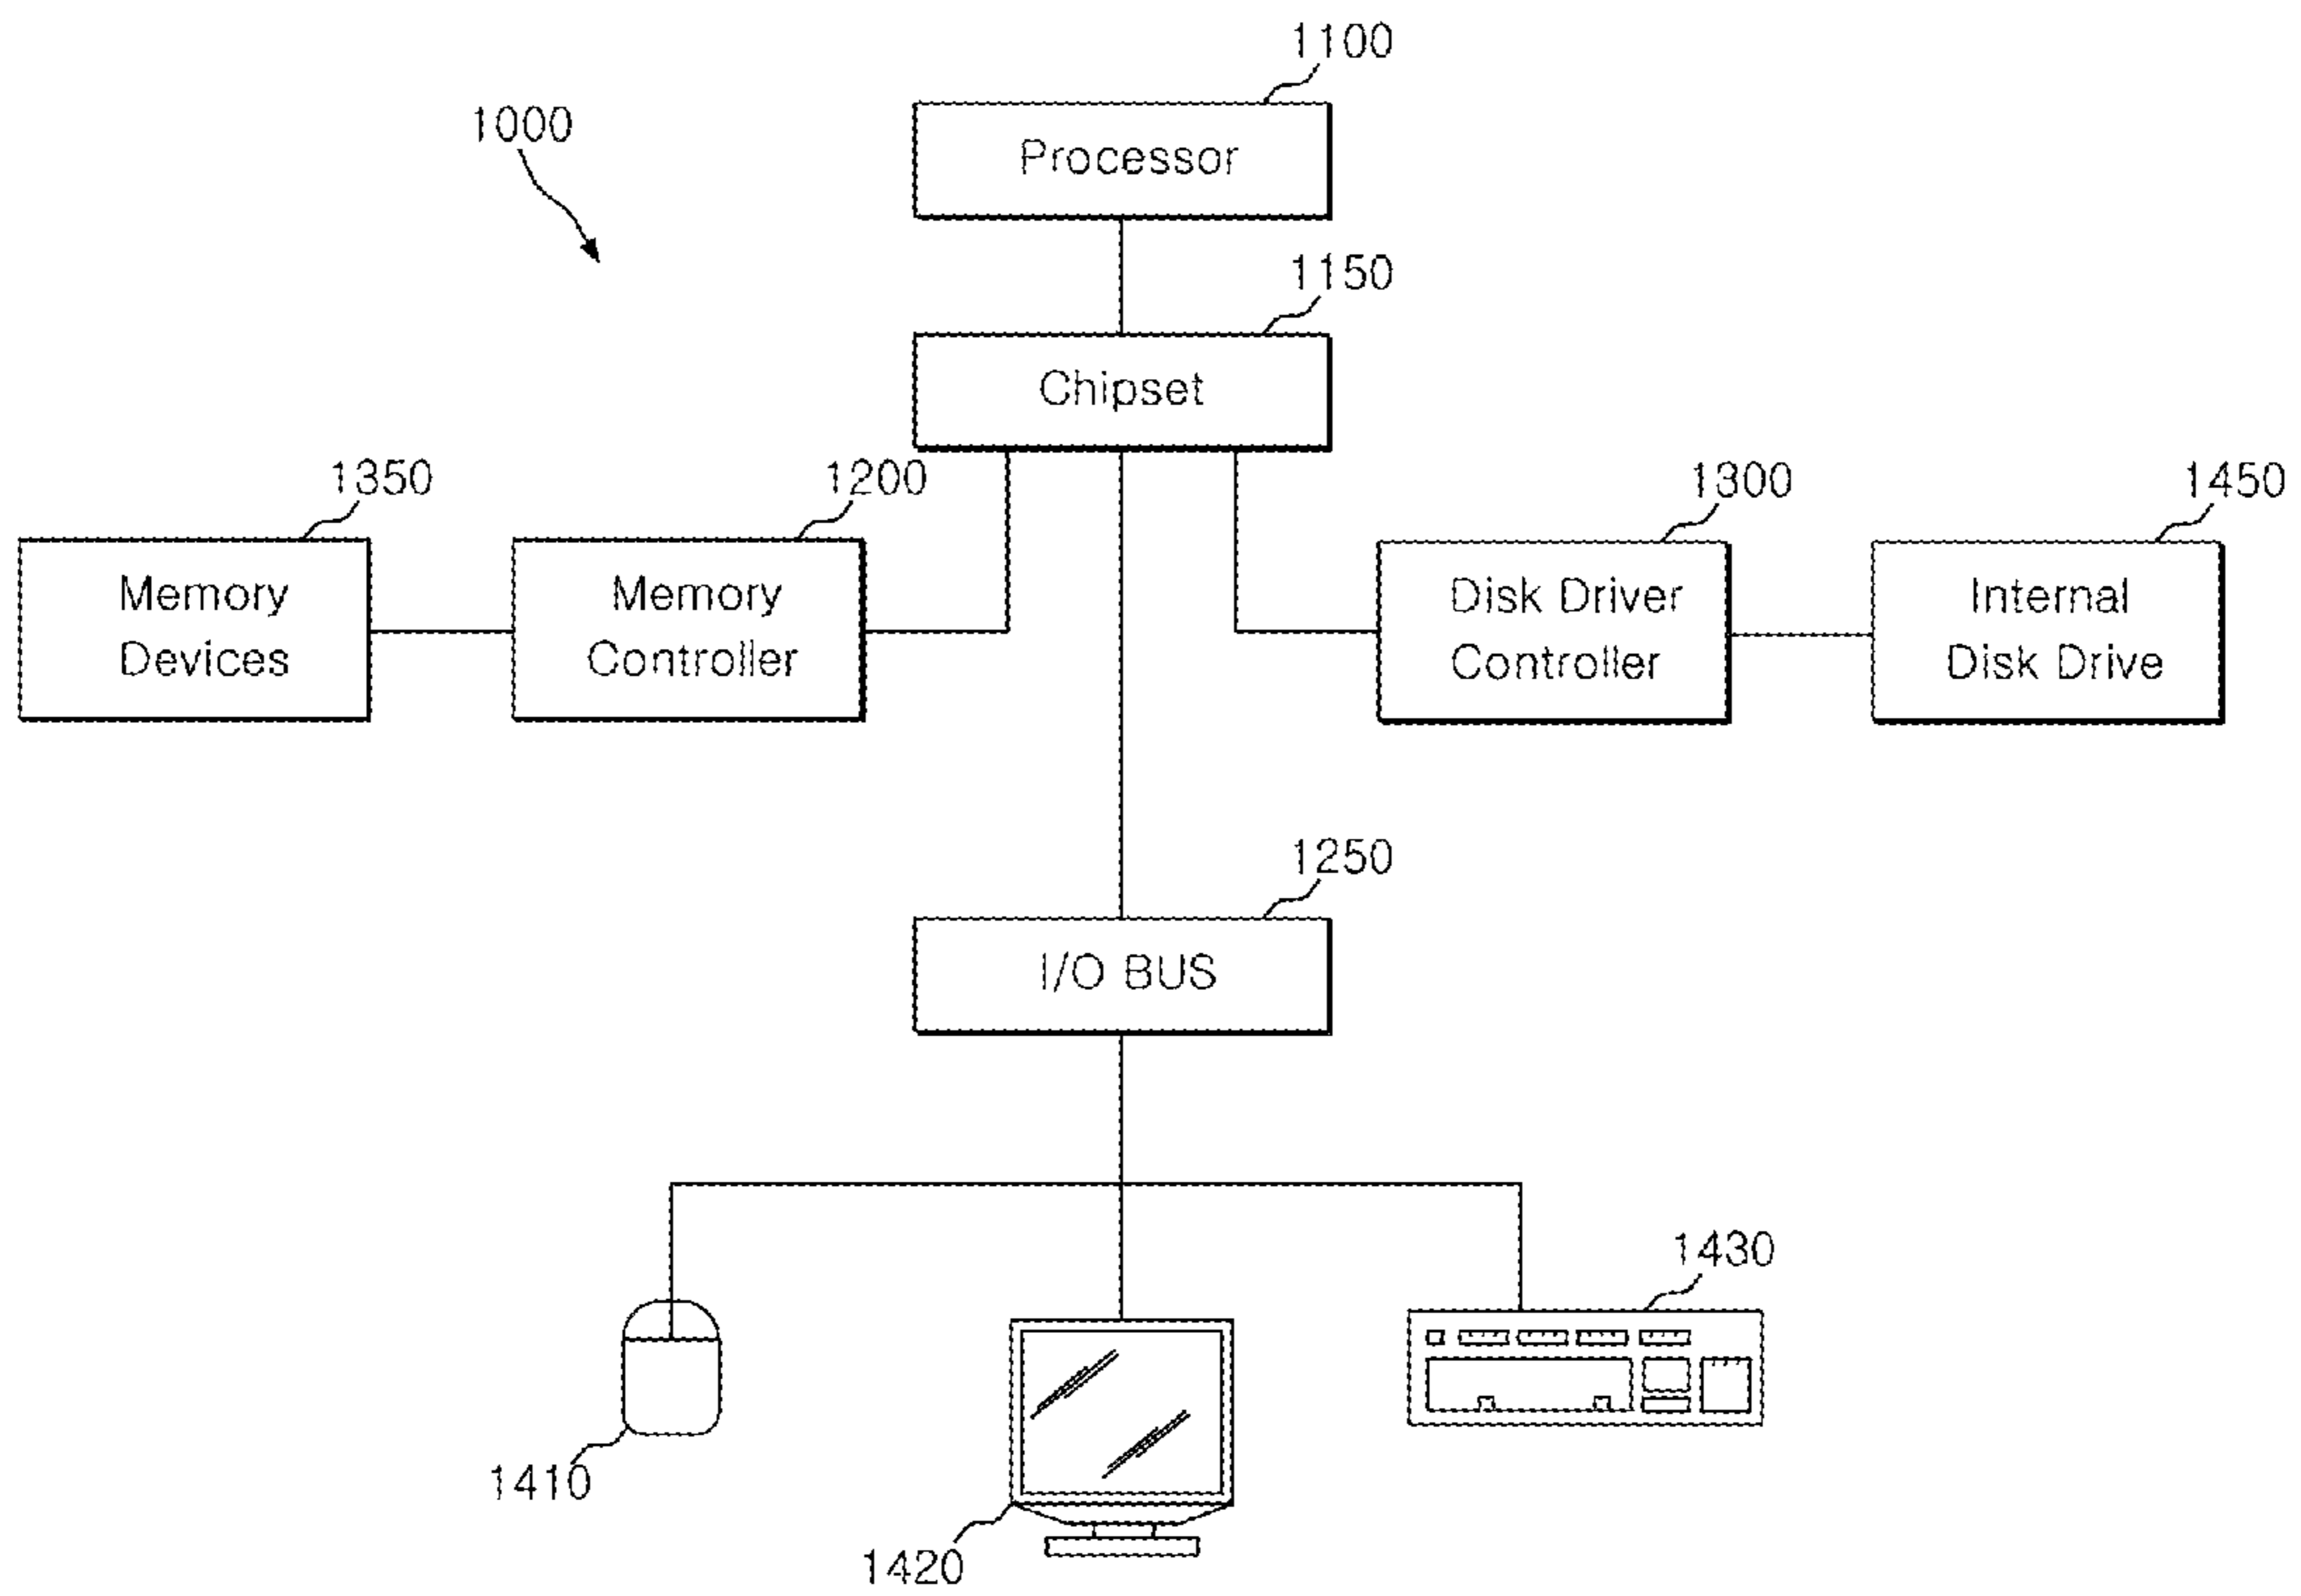 1100
1000
Processor
1150
Chipset
1350
1200
1300
1450
Memory
Devices
Memory
Controller
Disk Driver
Controller
Internal
Disk Drive
1250
I/O BUS
1430
1410
1420